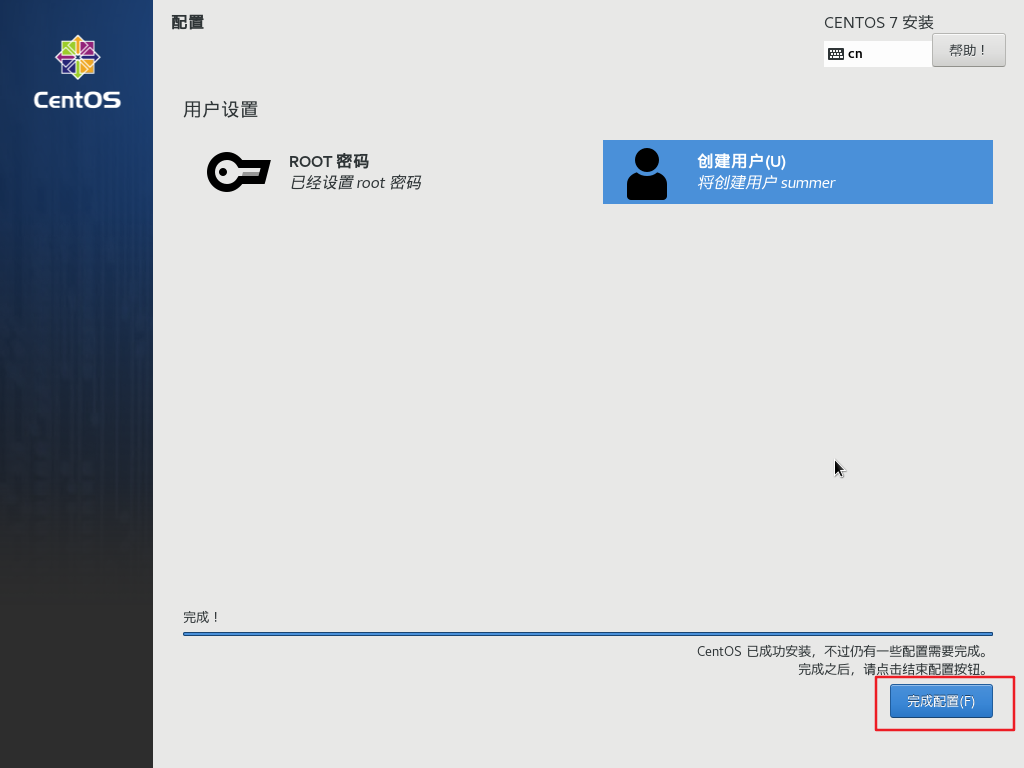 CentOS
配置
CENTOS 7 安装
cn
帮助！
用户设置
ROOT 密码
已经设置 root 密码
创建用户(U)
将创建用户 summer
完成！
CentOS 已成功安装，不过仍有一些配置需要完成。
完成之后，请点击结束配置按钮。
完成配置(F)